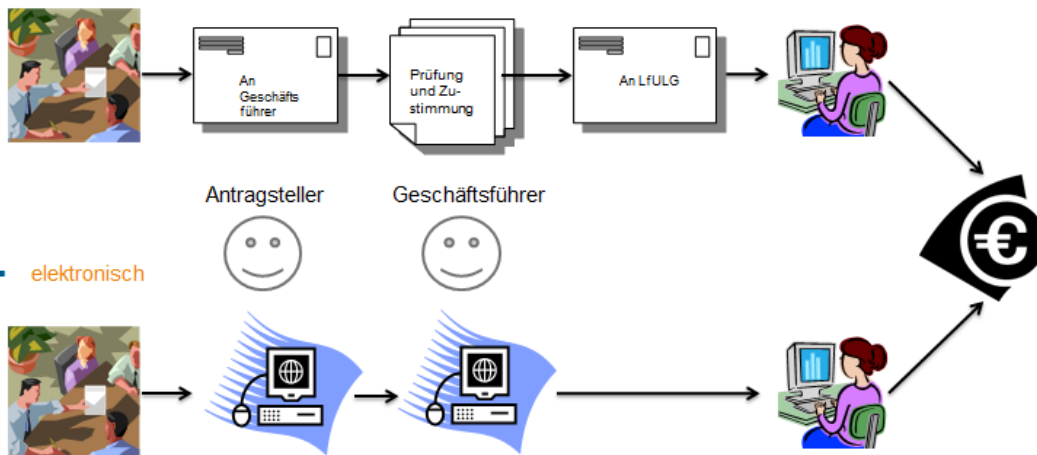 An
Geschäfts
führer
Prüfung
und Zu-
stimmung
An LfULG
Antragsteller
Geschäftsführer
elektronisch